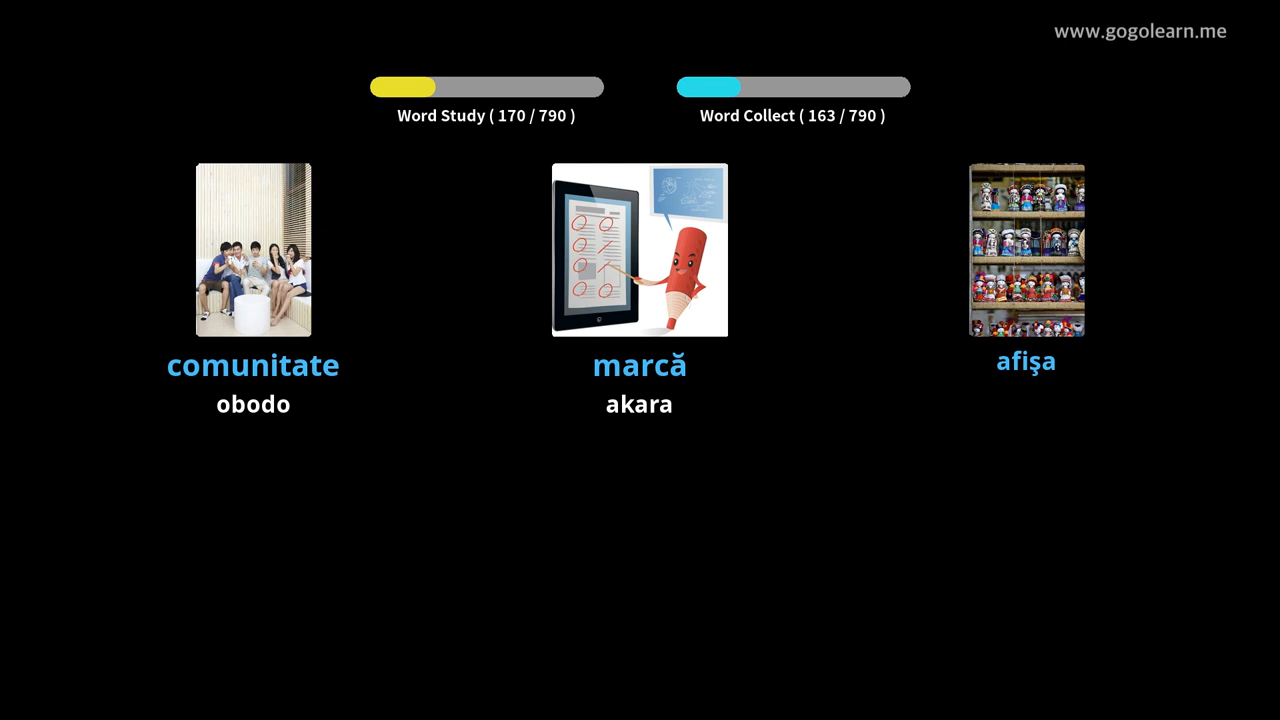 www.gogolearn.me
Word Study ( 170 / 790 )
Word Collect ( 163 / 790 )
comunitate
obodo
marcă
akara
afişa